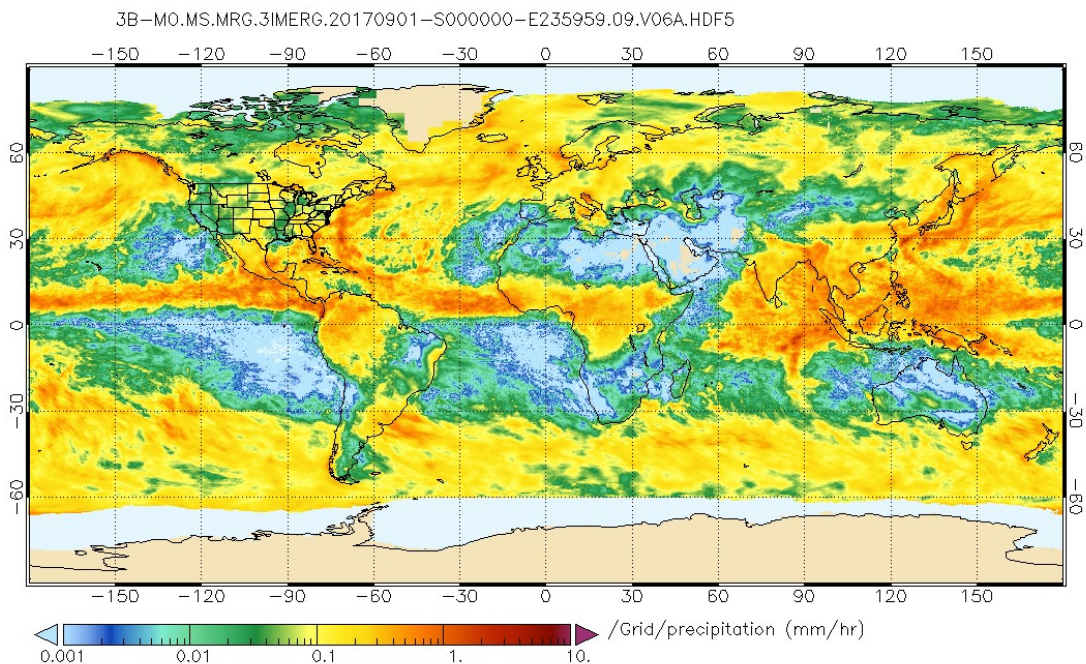 3B-MO.MS.MRG.3IMERG.20170901-S000000-E235959.09.V06A.HDF5
-150 -120 -90 -60 -30 0 30 60 90 120 150
60 60
30 30
0 0
-30 -30
-60 -60
-150 -120 -90 -60 -30 0 30 60 90 120 150
/Grid/precipitation (mm/hr)
0.001 0.01 0.1 1. 10.